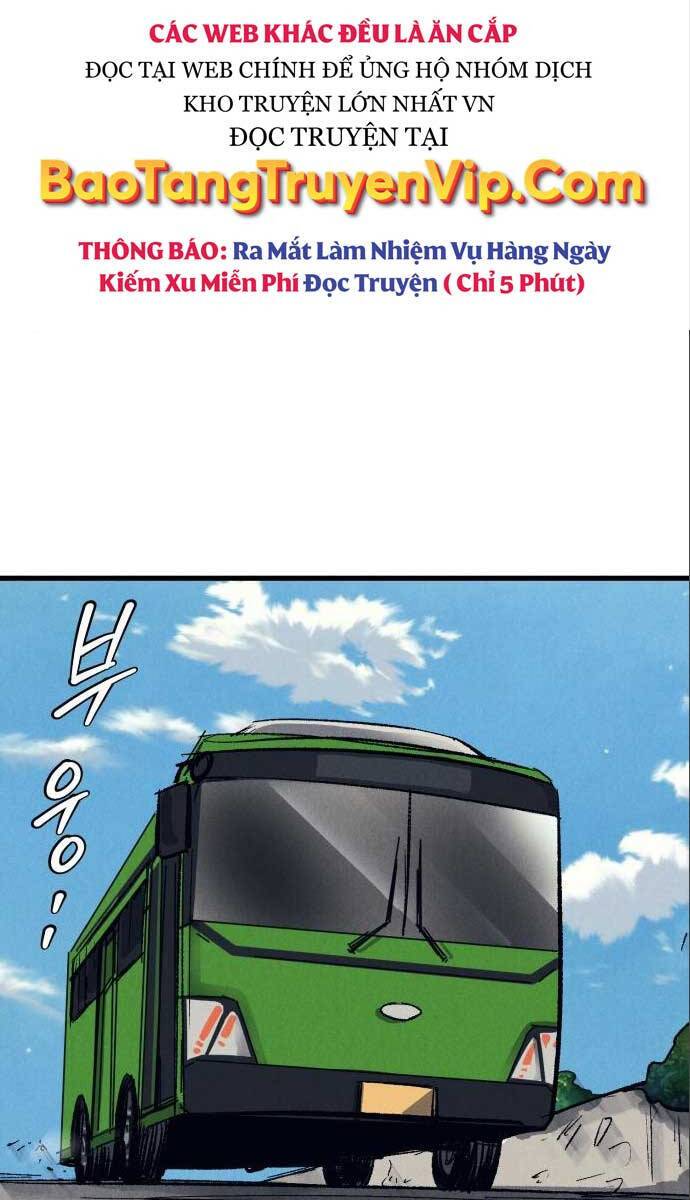 CÁC WEB KHÁC ĐỀU LÀ ĂN CẮP
ĐỌC TẠI WEB CHÍNH ĐỂ ỦNG HỘ NHÓM DỊCH
KHO TRUYỆN LỚN NHẤT VN
ĐỌC TRUYỆN TẠI
BaoTangTruyenVip.Com
THÔNG BÁO: Ra Mắt Làm Nhiệm Vụ Hàng Ngày
Kiếm Xu Miễn Phí Đọc Truyện ( Chỉ 5 Phút)
부웅!!